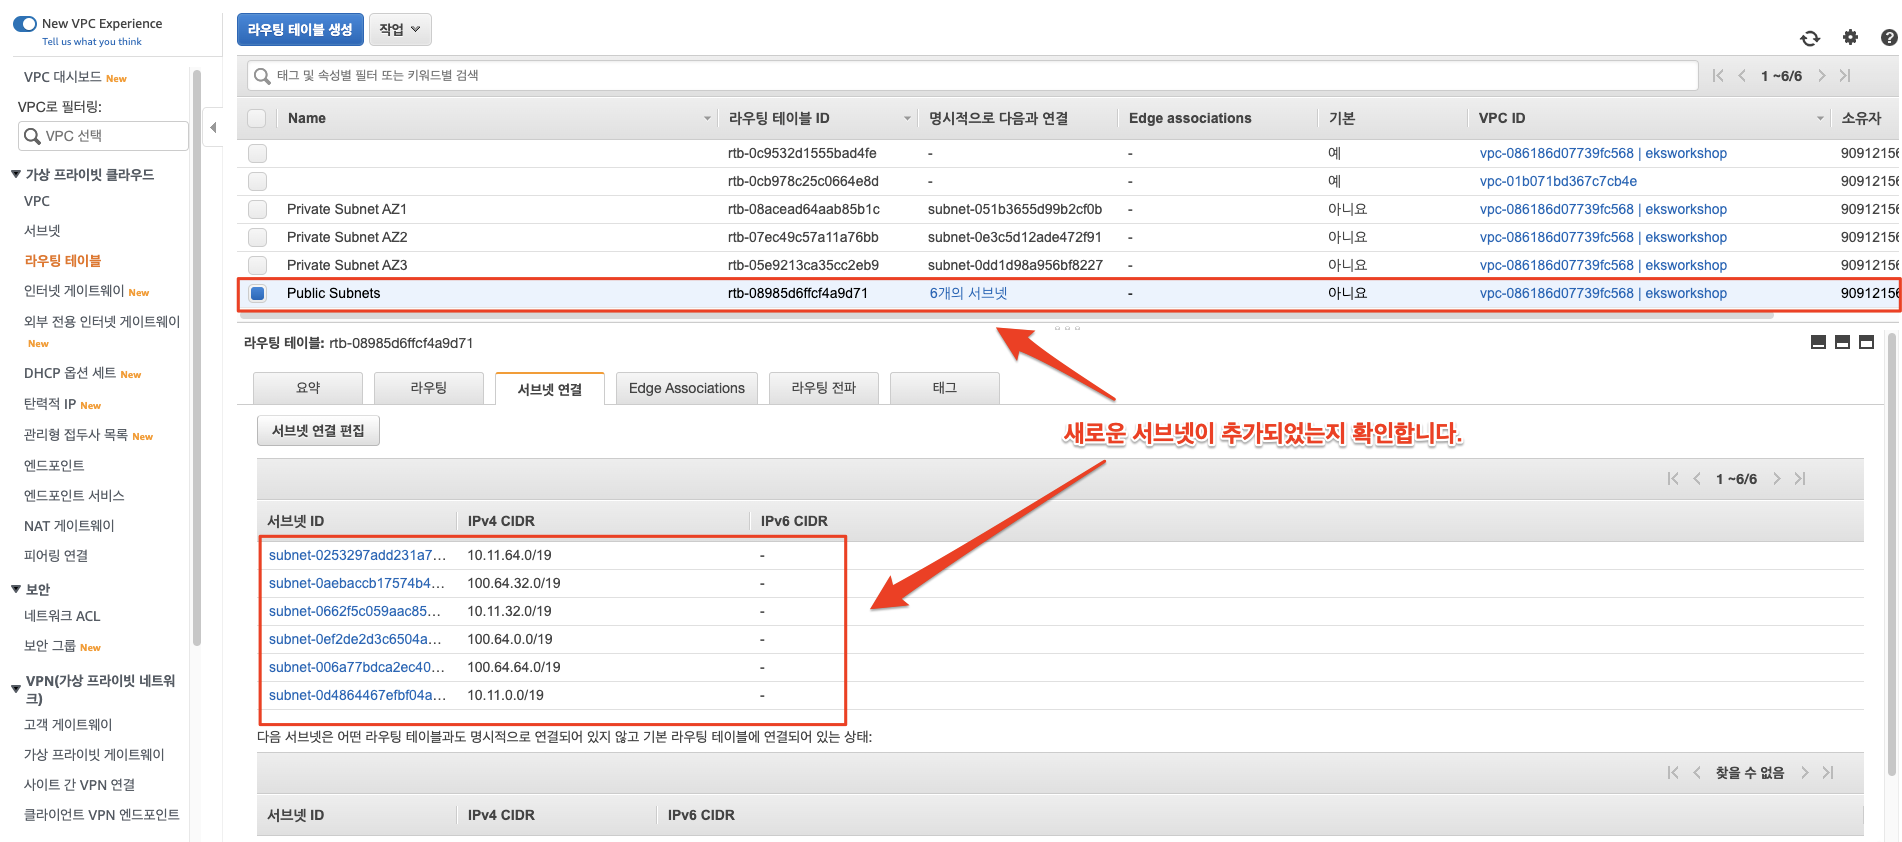 New VPC Experience
Tell us what you think
VPC 대시보드 New
VPC로 필터링:
VPC 선택
가상 프라이빗 클라우드
VPC
서브넷
라우팅 테이블
인터넷 게이트웨이 New
외부 전용 인터넷 게이트웨이
New
DHCP 옵션 세트 New
탄력적 IP New
관리형 접두사 목록 New
엔드포인트
엔드포인트 서비스
NAT 게이트웨이
피어링 연결
보안
네트워크 ACL
보안 그룹 New
VPN(가상 프라이빗 네트워
크)
고객 게이트웨이
가상 프라이빗 게이트웨이
사이트 간 VPN 연결
클라이언트 VPN 엔드포인트
라우팅 테이블 생성 작업
태그 및 속성별 필터 또는 키워드별 검색
1 ~6/6
Name 라우팅 테이블 ID 명시적으로 다음과 연결 Edge associations 기본 VPC ID 소유자
rtb-0c9532d1555bad4fe - - 예 vpc-086186d07739fc568 | eksworkshop 90912156
rtb-0cb978c25c0664e8d - - 예 vpc-01b071bd367c7cb4e 90912156
Private Subnet AZ1 rtb-08acead64aab85b1c subnet-051b3655d99b2cf0b - 아니요 vpc-086186d07739fc568 | eksworkshop 90912156
Private Subnet AZ2 rtb-07ec49c57a11a76bb subnet-0e3c5d12ade472f91 - 아니요 vpc-086186d07739fc568 | eksworkshop 90912156
Private Subnet AZ3 rtb-05e9213ca35cc2eb9 subnet-0dd1d98a956bf8227 - 아니요 vpc-086186d07739fc568 | eksworkshop 90912156
Public Subnets rtb-08985d6ffcf4a9d71 6개의 서브넷 - 아니요 vpc-086186d07739fc568 | eksworkshop 90912156
라우팅 테이블: rtb-08985d6ffcf4a9d71
요약 라우팅 서브넷 연결 Edge Associations 라우팅 전파 태그
서브넷 연결 편집
새로운 서브넷이 추가되었는지 확인합니다.
1 ~6/6
서브넷 ID IPv4 CIDR IPv6 CIDR
subnet-0253297add231a7... 10.11.64.0/19 -
subnet-0aebaccb17574b4... 100.64.32.0/19 -
subnet-0662f5c059aac85... 10.11.32.0/19 -
subnet-0ef2de2d3c6504a... 100.64.0.0/19 -
subnet-006a77bdca2ec40... 100.64.64.0/19 -
subnet-0d4864467efbf04a... 10.11.0.0/19 -
다음 서브넷은 어떤 라우팅 테이블과도 명시적으로 연결되어 있지 않고 기본 라우팅 테이블에 연결되어 있는 상태:
찾을 수 없음
서브넷 ID IPv4 CIDR IPv6 CIDR